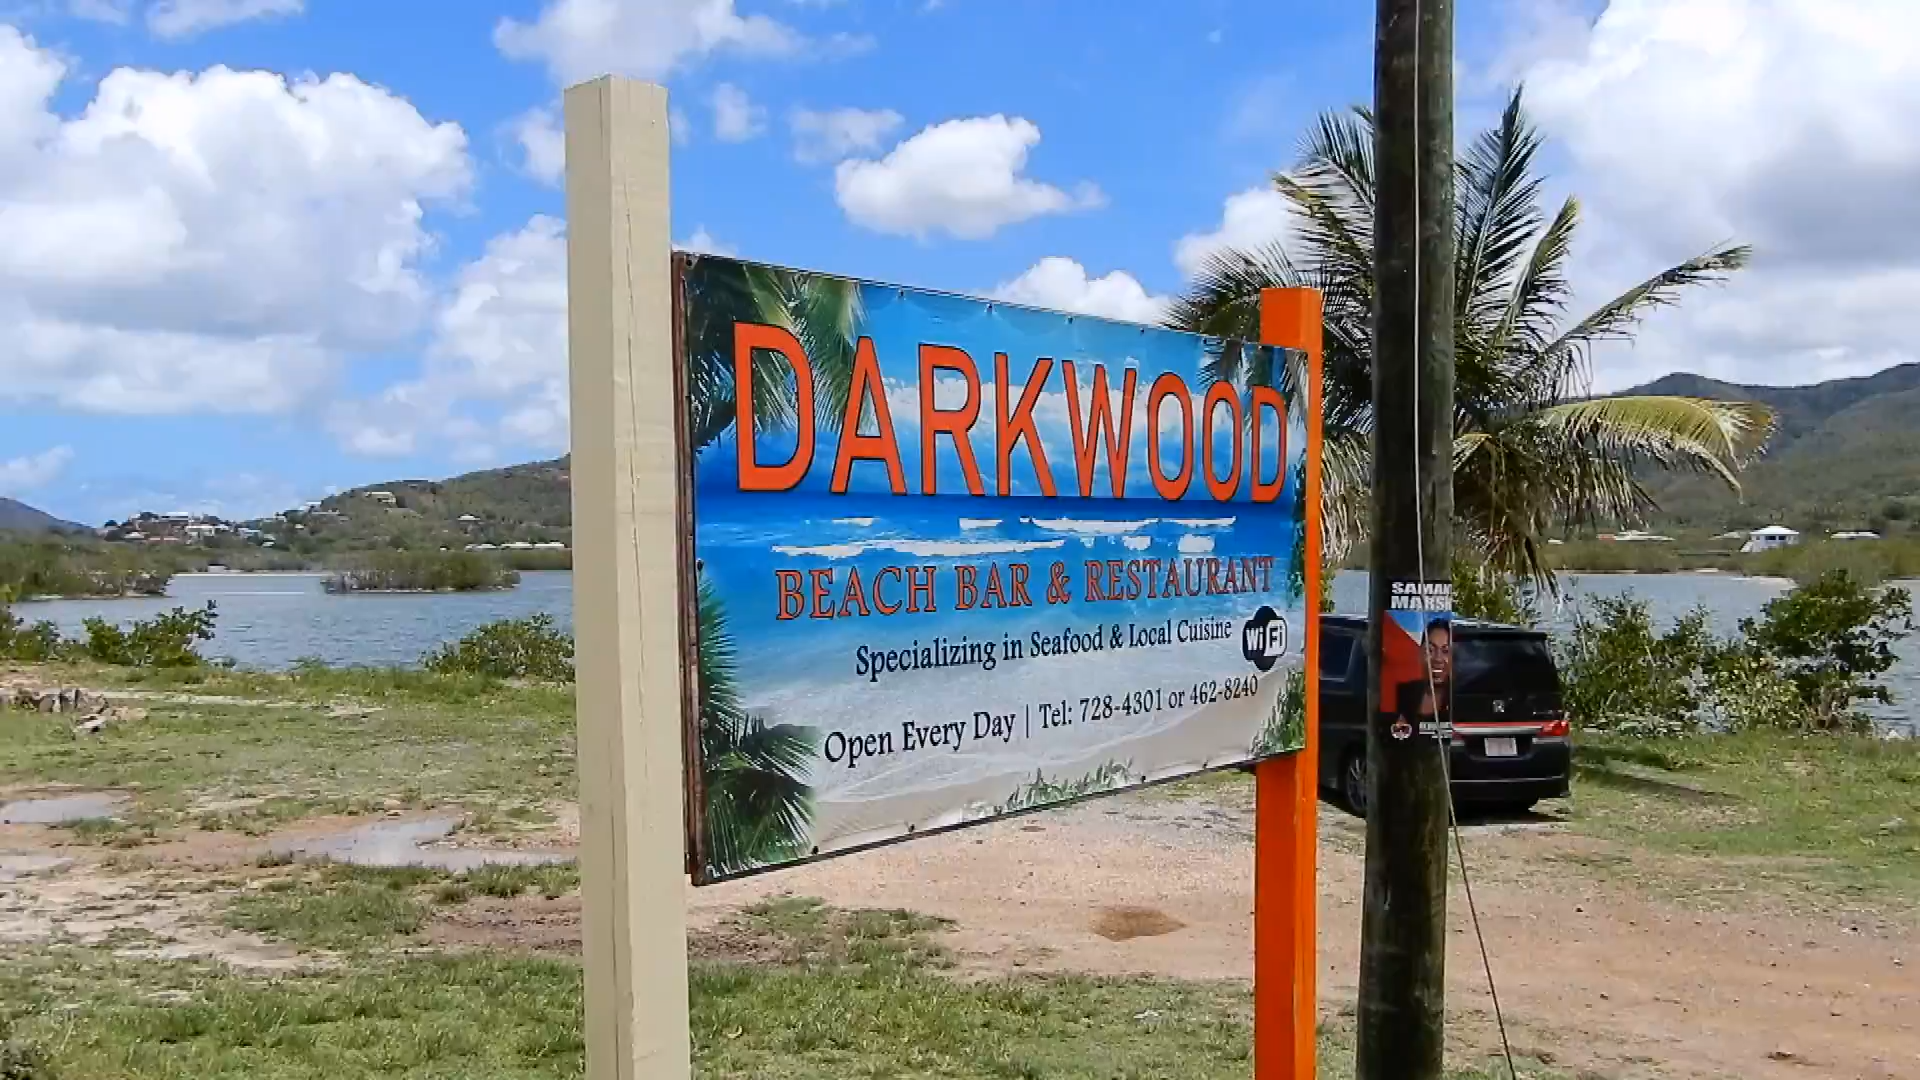 DARKWOOD
BEACH BAR & RESTAURANT
Specializing in Seafood & Local Cuisine
WiFi
Open Every Day | Tel: 728-4301 or 462-8240